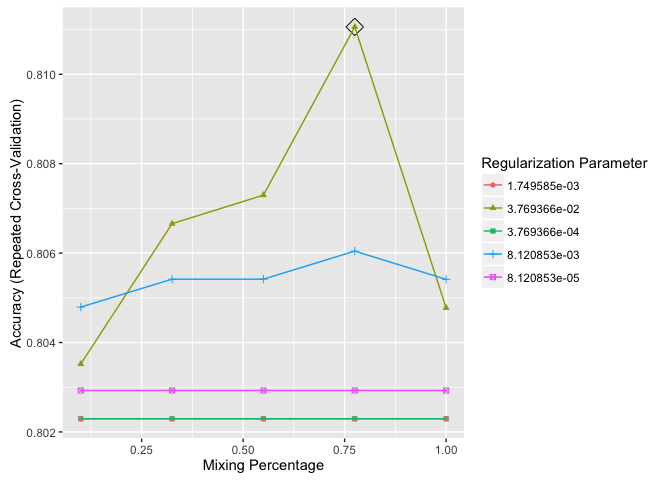 0.810
0.808
0.806
0.804
0.802
Accuracy (Repeated Cross-Validation)
0.25
0.50
0.75
1.00
Mixing Percentage
Regularization Parameter
1.749585e-03
3.769366e-02
3.769366e-04
8.120853e-03
8.120853e-05